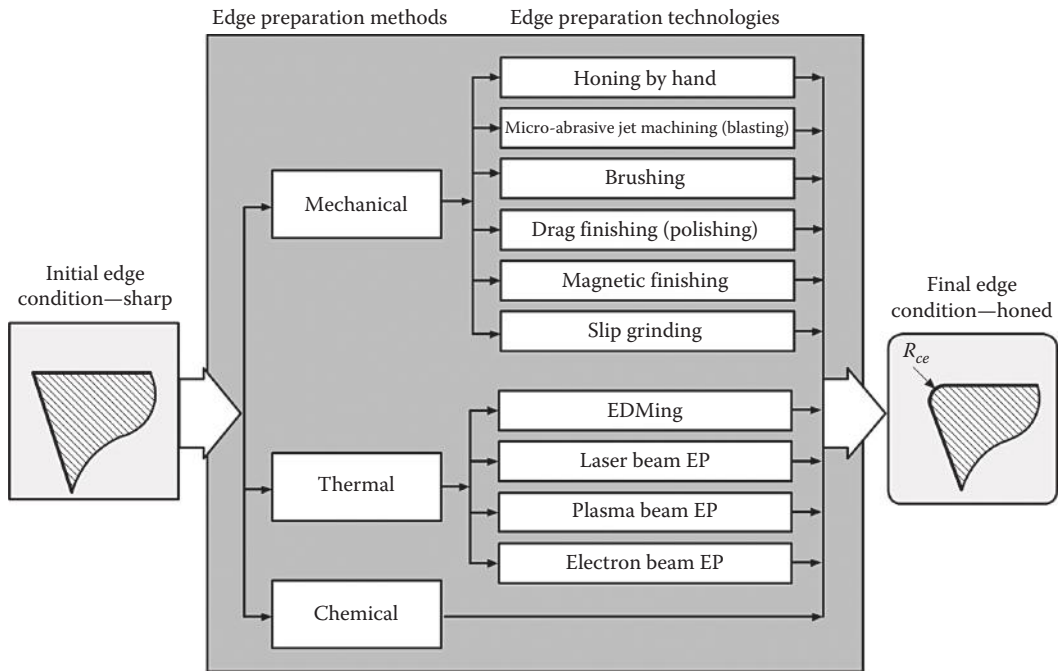 Edge preparation methods
Edge preparation technologies
Honing by hand
Micro-abrasive jet machining (blasting)
Brushing
Mechanical
Drag finishing (polishing)
Magnetic finishing
Slip grinding
Initial edge
condition—sharp
Final edge
condition—honed
R_ce
EDMing
Laser beam EP
Thermal
Plasma beam EP
Electron beam EP
Chemical